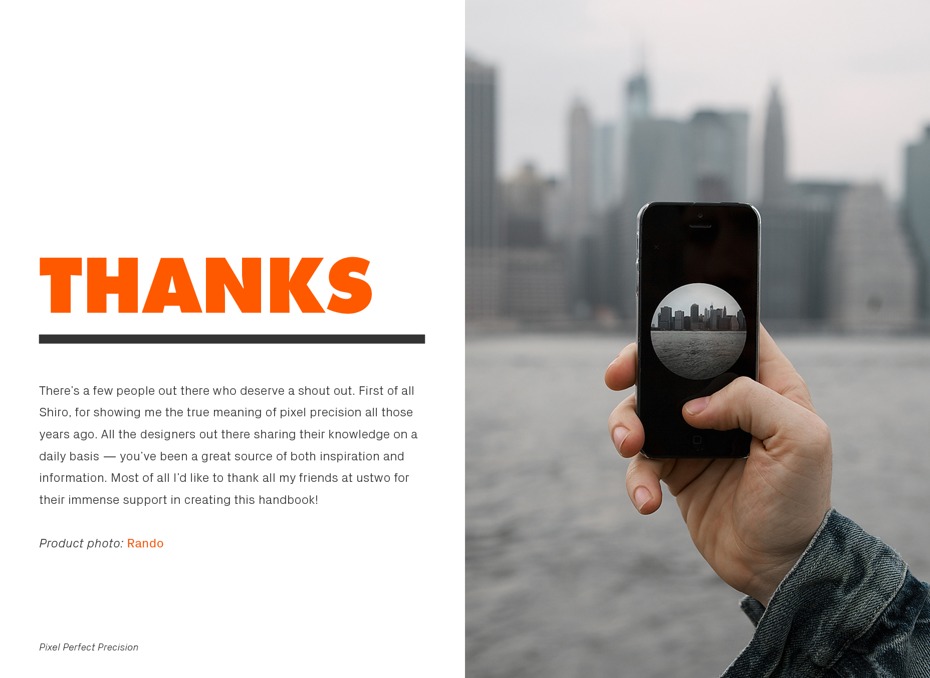 THANKS
There's a few people out there who deserve a shout out. First of all
Shiro, for showing me the true meaning of pixel precision all those
years ago. All the designers out there sharing their knowledge on a
daily basis — you've been a great source of both inspiration and
information. Most of all I'd like to thank all my friends at ustwo for
their immense support in creating this handbook!
Product photo: Rando
Pixel Perfect Precision